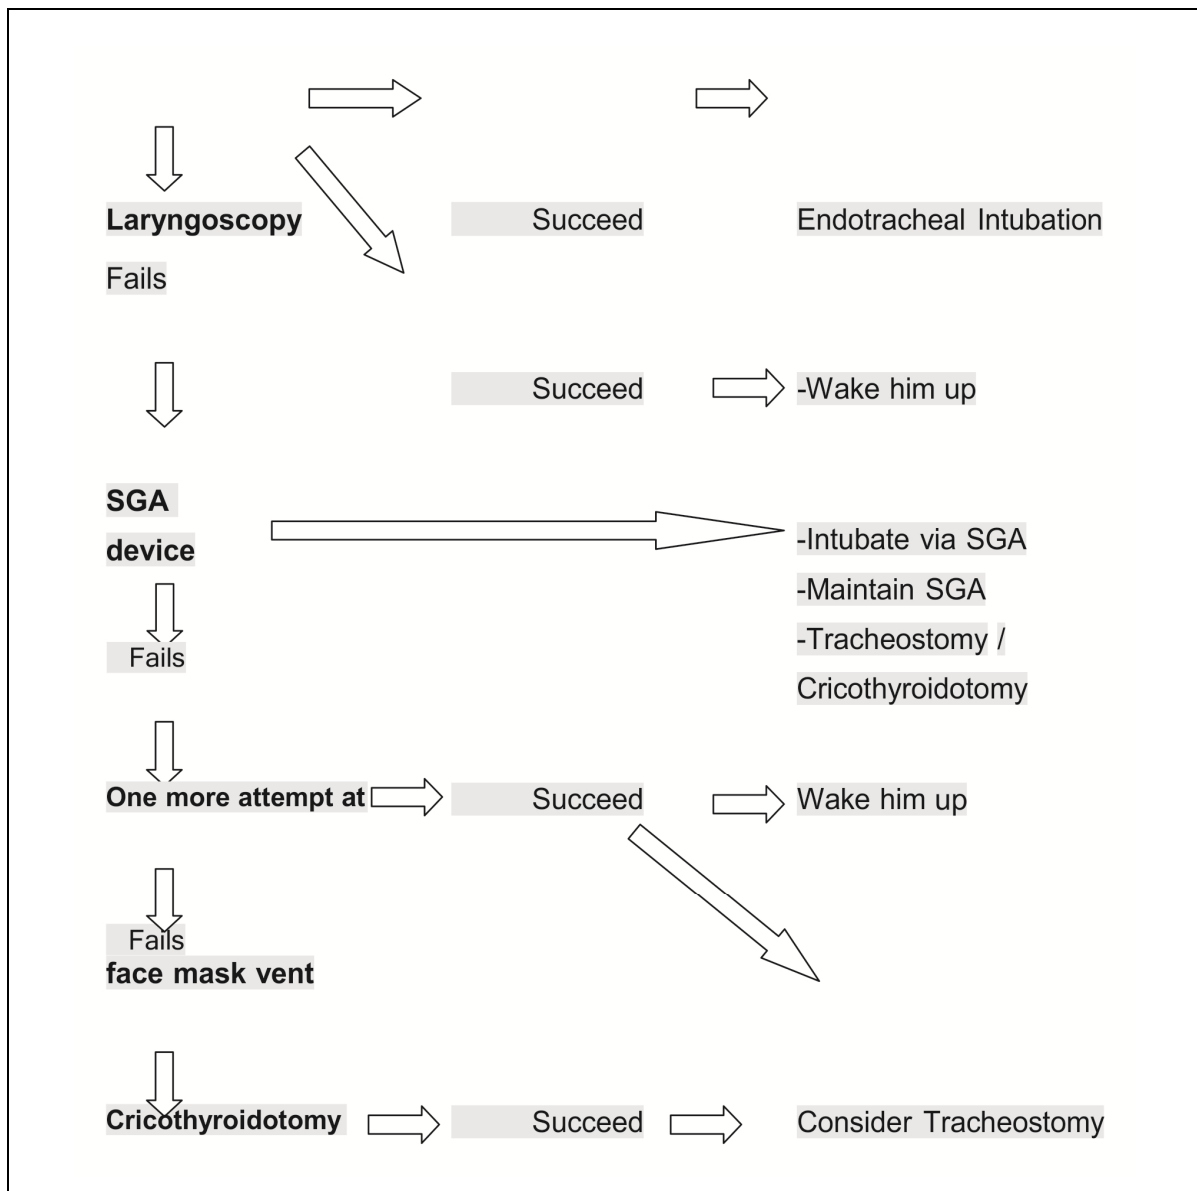 Laryngoscopy Succeed Endotracheal Intubation
Fails
Succeed -Wake him up
SGA
device
-Intubate via SGA
-Maintain SGA
-Tracheostomy /
Fails
Cricothyroidotomy
One more attempt at Succeed Wake him up
Fails
face mask vent
Cricothyroidotomy Succeed Consider Tracheostomy